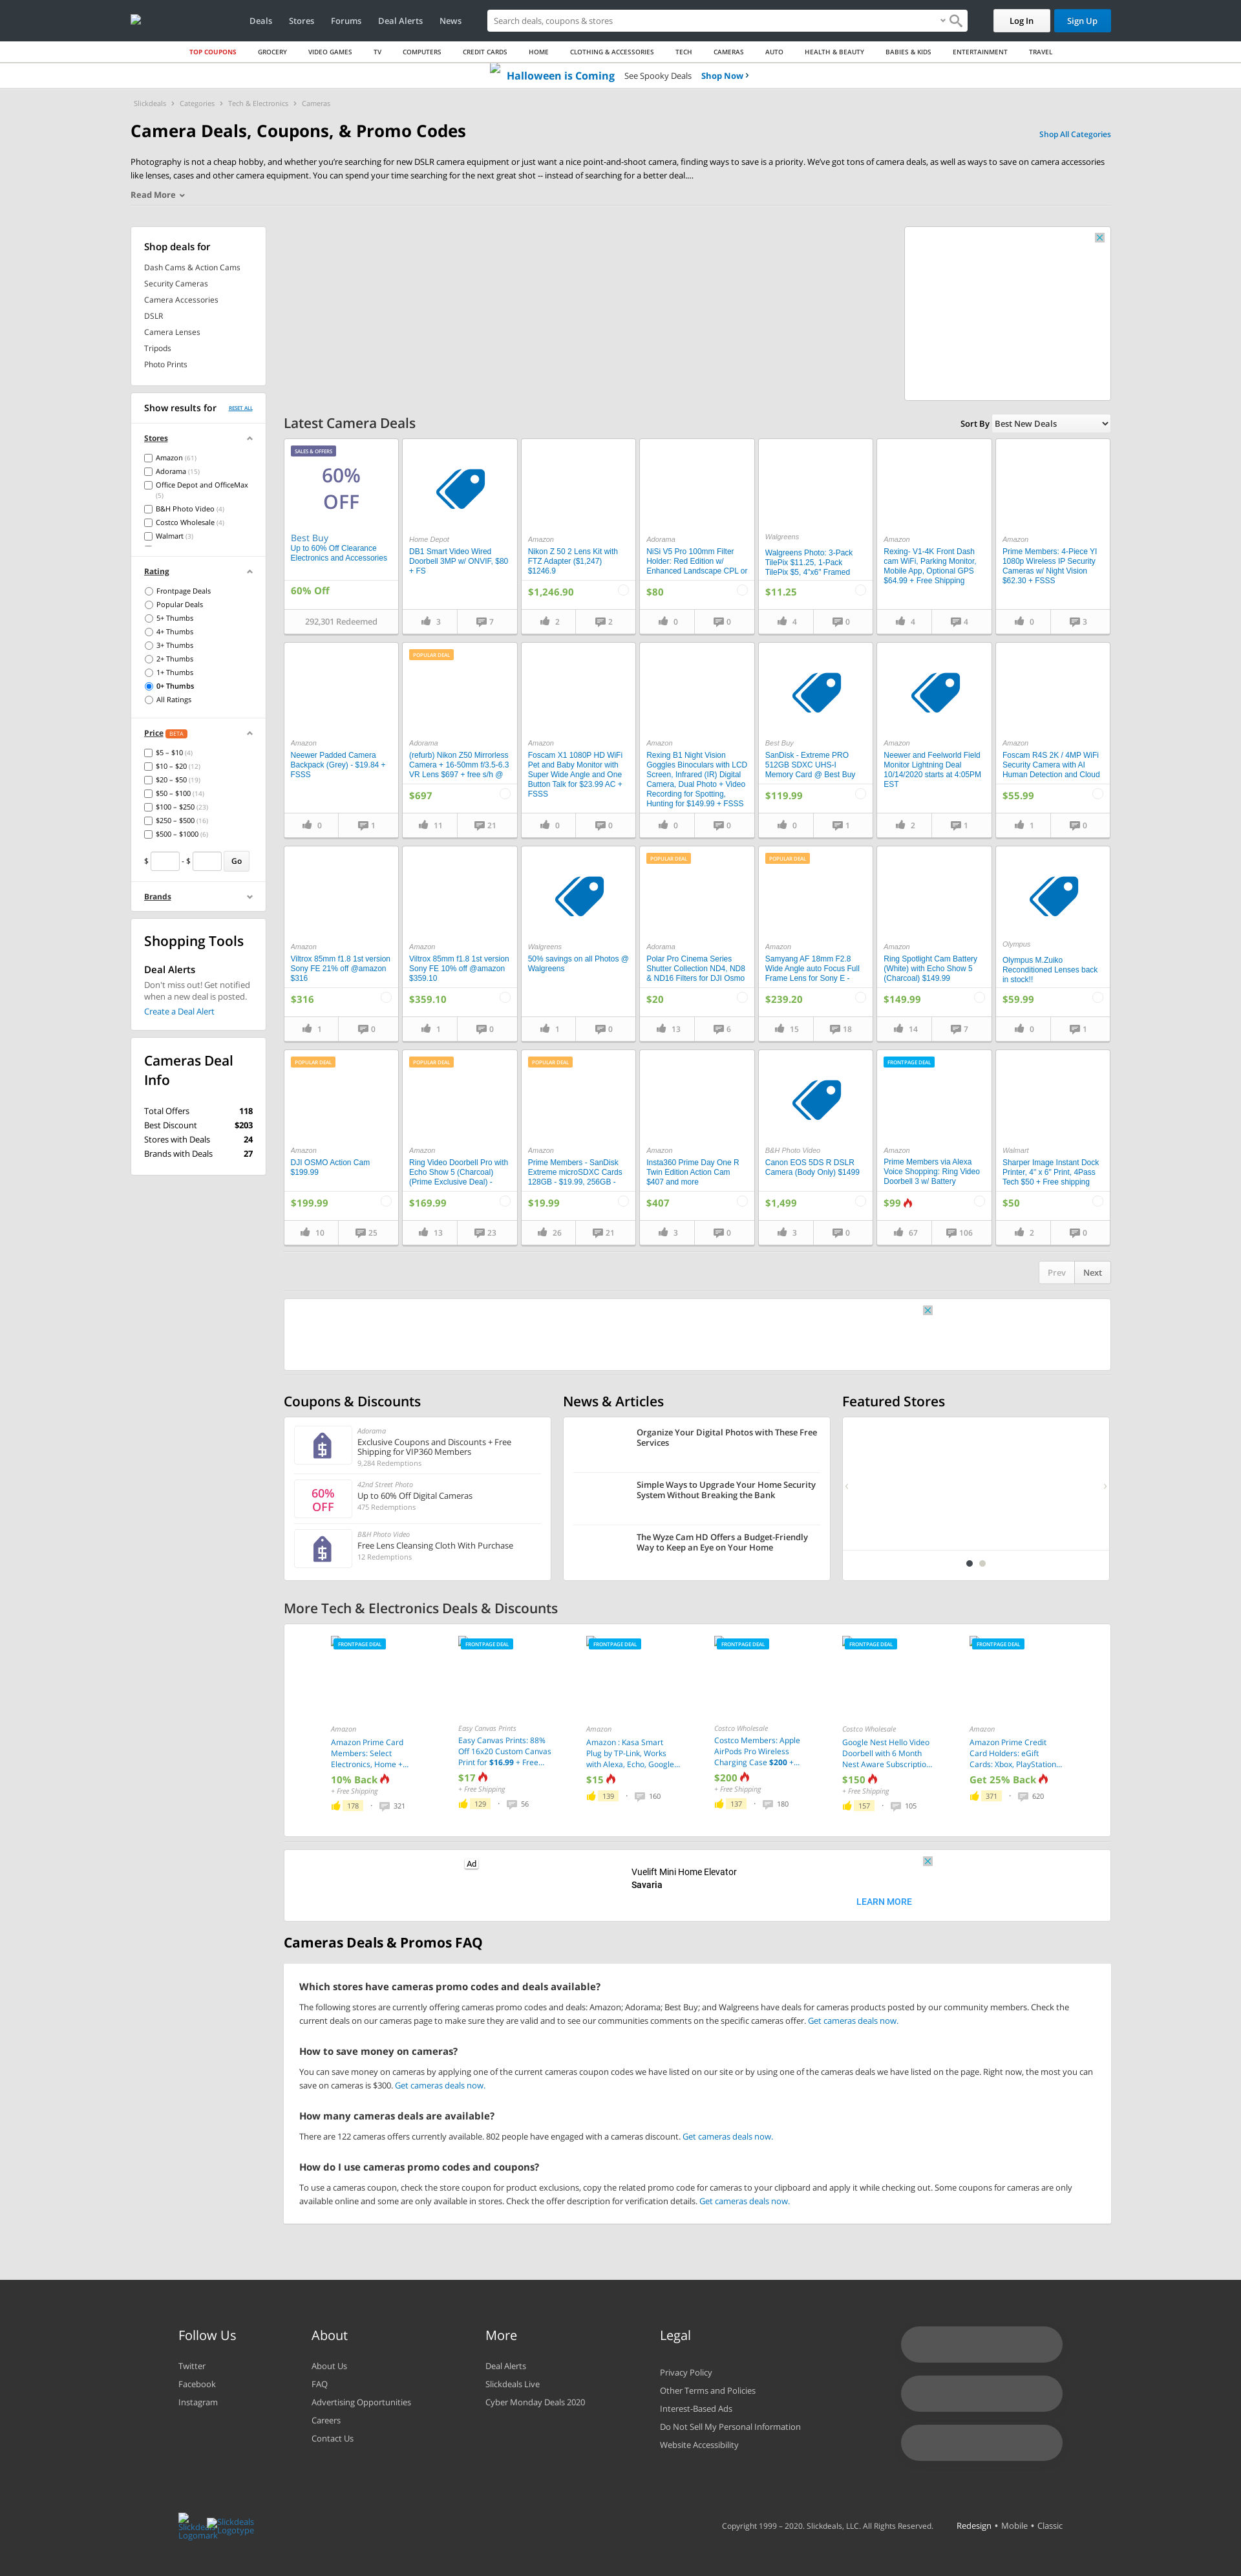 Deals
Stores
Forums
Deal Alerts
News
Search deals, coupons & stores
Log In
Sign Up
TOP COUPONS
GROCERY
VIDEO GAMES
TV
COMPUTERS
CREDIT CARDS
HOME
CLOTHING & ACCESSORIES
TECH
CAMERAS
AUTO
HEALTH & BEAUTY
BABIES & KIDS
ENTERTAINMENT
TRAVEL
Halloween is Coming See Spooky Deals Shop Now
Slickdeals > Categories > Tech & Electronics > Cameras
Camera Deals, Coupons, & Promo Codes
Shop All Categories
Photography is not a cheap hobby, and whether you're searching for new DSLR camera equipment or just want a nice point-and-shoot camera, finding ways to save is a priority. We've got tons of camera deals, as well as ways to save on camera accessories
like lenses, cases and other camera equipment. You can spend your time searching for the next great shot -- instead of searching for a better deal....
Read More
Shop deals for
Dash Cams & Action Cams
Security Cameras
Camera Accessories
DSLR
Camera Lenses
Tripods
Photo Prints
Show results for
RESET ALL
Stores
Amazon (61)
Adorama (15)
Office Depot and OfficeMax
(5)
B&H Photo Video (4)
Costco Wholesale (4)
Walmart (3)
Rating
Frontpage Deals
Popular Deals
5+ Thumbs
4+ Thumbs
3+ Thumbs
2+ Thumbs
1+ Thumbs
0+ Thumbs
All Ratings
Price BETA
$5 – $10 (4)
$10 – $20 (12)
$20 – $50 (19)
$50 – $100 (14)
$100 – $250 (23)
$250 – $500 (16)
$500 – $1000 (6)
$ - $ Go
Brands
Shopping Tools
Deal Alerts
Don't miss out! Get notified
when a new deal is posted.
Create a Deal Alert
Cameras Deal
Info
Total Offers 118
Best Discount $203
Stores with Deals 24
Brands with Deals 27
Latest Camera Deals
Sort By Best New Deals
SALES & OFFERS
60%
OFF
Best Buy
Up to 60% Off Clearance
Electronics and Accessories
60% Off
292,301 Redeemed
Home Depot
DB1 Smart Video Wired
Doorbell 3MP w/ ONVIF, $80
+ FS
3 7
Amazon
Nikon Z 50 2 Lens Kit with
FTZ Adapter ($1,247)
$1246.9
$1,246.90
2 2
Adorama
NiSi V5 Pro 100mm Filter
Holder: Red Edition w/
Enhanced Landscape CPL or
$80
0 0
Walgreens
Walgreens Photo: 3-Pack
TilePix $11.25, 1-Pack
TilePix $5, 4"x6" Framed
$11.25
4 0
Amazon
Rexing- V1-4K Front Dash
cam WiFi, Parking Monitor,
Mobile App, Optional GPS
$64.99 + Free Shipping
4 4
Amazon
Prime Members: 4-Piece YI
1080p Wireless IP Security
Cameras w/ Night Vision
$62.30 + FSSS
0 3
Amazon
Neewer Padded Camera
Backpack (Grey) - $19.84 +
FSSS
0 1
POPULAR DEAL
Adorama
(refurb) Nikon Z50 Mirrorless
Camera + 16-50mm f/3.5-6.3
VR Lens $697 + free s/h @
$697
11 21
Amazon
Foscam X1 1080P HD WiFi
Pet and Baby Monitor with
Super Wide Angle and One
Button Talk for $23.99 AC +
FSSS
0 0
Amazon
Rexing B1 Night Vision
Goggles Binoculars with LCD
Screen, Infrared (IR) Digital
Camera, Dual Photo + Video
Recording for Spotting,
Hunting for $149.99 + FSSS
0 0
Best Buy
SanDisk - Extreme PRO
512GB SDXC UHS-I
Memory Card @ Best Buy
$119.99
0 1
Amazon
Neewer and Feelworld Field
Monitor Lightning Deal
10/14/2020 starts at 4:05PM
EST
2 1
Amazon
Foscam R4S 2K / 4MP WiFi
Security Camera with AI
Human Detection and Cloud
$55.99
1 0
Amazon
Viltrox 85mm f1.8 1st version
Sony FE 21% off @amazon
$316
$316
1 0
Amazon
Viltrox 85mm f1.8 1st version
Sony FE 10% off @amazon
$359.10
$359.10
1 0
Walgreens
50% savings on all Photos @
Walgreens
1 0
POPULAR DEAL
Adorama
Polar Pro Cinema Series
Shutter Collection ND4, ND8
& ND16 Filters for DJI Osmo
$20
13 6
POPULAR DEAL
Amazon
Samyang AF 18mm F2.8
Wide Angle auto Focus Full
Frame Lens for Sony E -
$239.20
15 18
Amazon
Ring Spotlight Cam Battery
(White) with Echo Show 5
(Charcoal) $149.99
$149.99
14 7
Olympus
Olympus M.Zuiko
Reconditioned Lenses back
in stock!!
$59.99
0 1
POPULAR DEAL
Amazon
DJI OSMO Action Cam
$199.99
$199.99
10 25
POPULAR DEAL
Amazon
Ring Video Doorbell Pro with
Echo Show 5 (Charcoal)
(Prime Exclusive Deal) -
$169.99
13 23
POPULAR DEAL
Amazon
Prime Members - SanDisk
Extreme microSDXC Cards
128GB - $19.99, 256GB -
$19.99
26 21
Amazon
Insta360 Prime Day One R
Twin Edition Action Cam
$407 and more
$407
3 0
B&H Photo Video
Canon EOS 5DS R DSLR
Camera (Body Only) $1499
$1,499
3 0
FRONTPAGE DEAL
Amazon
Prime Members via Alexa
Voice Shopping: Ring Video
Doorbell 3 w/ Battery
$99
67 106
Walmart
Sharper Image Instant Dock
Printer, 4" x 6" Print, 4Pass
Tech $50 + Free shipping
$50
2 0
Prev Next
Coupons & Discounts
Adorama
Exclusive Coupons and Discounts + Free
Shipping for VIP360 Members
9,284 Redemptions
60%
OFF
42nd Street Photo
Up to 60% Off Digital Cameras
475 Redemptions
B&H Photo Video
Free Lens Cleansing Cloth With Purchase
12 Redemptions
News & Articles
Organize Your Digital Photos with These Free
Services
Simple Ways to Upgrade Your Home Security
System Without Breaking the Bank
The Wyze Cam HD Offers a Budget-Friendly
Way to Keep an Eye on Your Home
Featured Stores
More Tech & Electronics Deals & Discounts
FRONTPAGE DEAL
Amazon
Amazon Prime Card
Members: Select
Electronics, Home +...
10% Back
+ Free Shipping
178 · 321
FRONTPAGE DEAL
Easy Canvas Prints
Easy Canvas Prints: 88%
Off 16x20 Custom Canvas
Print for $16.99 + Free...
$17
+ Free Shipping
129 · 56
FRONTPAGE DEAL
Amazon
Amazon : Kasa Smart
Plug by TP-Link, Works
with Alexa, Echo, Google...
$15
139 · 160
FRONTPAGE DEAL
Costco Wholesale
Costco Members: Apple
AirPods Pro Wireless
Charging Case $200 +...
$200
+ Free Shipping
137 · 180
FRONTPAGE DEAL
Costco Wholesale
Google Nest Hello Video
Doorbell with 6 Month
Nest Aware Subscriptio...
$150
+ Free Shipping
157 · 105
FRONTPAGE DEAL
Amazon
Amazon Prime Credit
Card Holders: eGift
Cards: Xbox, PlayStation...
Get 25% Back
371 · 620
Ad
Vuelift Mini Home Elevator
Savaria
LEARN MORE
Cameras Deals & Promos FAQ
Which stores have cameras promo codes and deals available?
The following stores are currently offering cameras promo codes and deals: Amazon; Adorama; Best Buy; and Walgreens have deals for cameras products posted by our community members. Check the
current deals on our cameras page to make sure they are valid and to see our communities comments on the specific cameras offer. Get cameras deals now.
How to save money on cameras?
You can save money on cameras by applying one of the current cameras coupon codes we have listed on our site or by using one of the cameras deals we have listed on the page. Right now, the most you can
save on cameras is $300. Get cameras deals now.
How many cameras deals are available?
There are 122 cameras offers currently available. 802 people have engaged with a cameras discount. Get cameras deals now.
How do I use cameras promo codes and coupons?
To use a cameras coupon, check the store coupon for product exclusions, copy the related promo code for cameras to your clipboard and apply it while checking out. Some coupons for cameras are only
available online and some are only available in stores. Check the offer description for verification details. Get cameras deals now.
Follow Us
Twitter
Facebook
Instagram
About
About Us
FAQ
Advertising Opportunities
Careers
Contact Us
More
Deal Alerts
Slickdeals Live
Cyber Monday Deals 2020
Legal
Privacy Policy
Other Terms and Policies
Interest-Based Ads
Do Not Sell My Personal Information
Website Accessibility
Slickdeals
Logomark
Slickdeals
Logotype
Copyright 1999 – 2020. Slickdeals, LLC. All Rights Reserved.
Redesign • Mobile • Classic